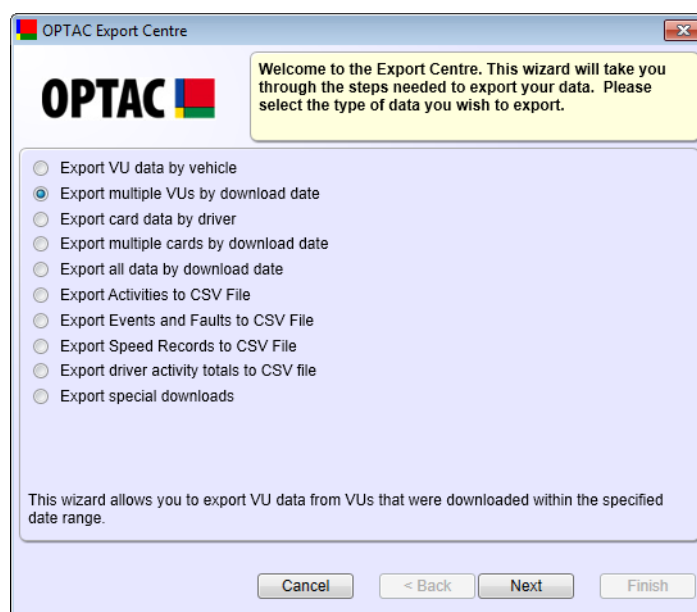 OPTAC Export Centre
OPTAC
Welcome to the Export Centre. This wizard will take you
through the steps needed to export your data. Please
select the type of data you wish to export.
Export VU data by vehicle
Export multiple VUs by download date
Export card data by driver
Export multiple cards by download date
Export all data by download date
Export Activities to CSV File
Export Events and Faults to CSV File
Export Speed Records to CSV File
Export driver activity totals to CSV file
Export special downloads
This wizard allows you to export VU data from VUs that were downloaded within the specified
date range.
Cancel
< Back
Next
Finish